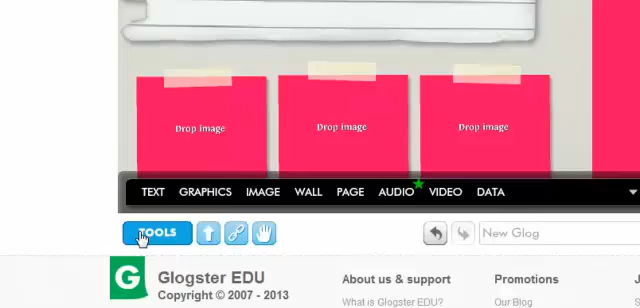 Drop image Drop image Drop image
TEXT GRAPHICS IMAGE WALL PAGE AUDIO VIDEO DATA
TOOLS New Glog
G Glogster EDU About us & support Promotions
Copyright © 2007 - 2013 What is Glogster EDU? Our Blog